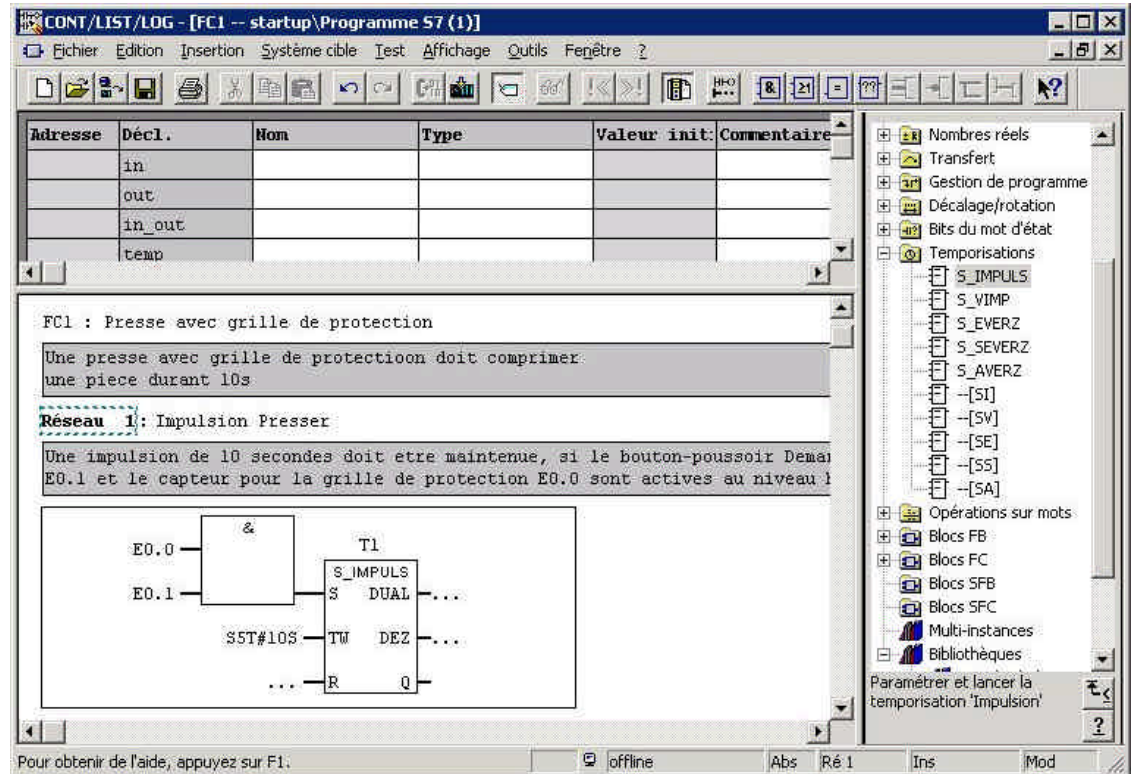 CONT/LIST/LOG - [FC1 -- startup\Programme S7 (1)]
Fichier Edition Insertion Système cible Test Affichage Outils Fenêtre ?
Adresse Décl. Nom Type Valeur init: Commentaire
in
out
in_out
temp
FC1 : Presse avec grille de protection
Une presse avec grille de protectioon doit comprimer
une piece durant 10s
Réseau 1: Impulsion Presser
Une impulsion de 10 secondes doit etre maintenue, si le bouton-poussoir Demar
E0.1 et le capteur pour la grille de protection E0.0 sont actives au niveau
&
E0.0
E0.1
T1
S_IMPULS
S DUAL ...
S5T#10S TW DEZ ...
... R Q
Nombres réels
Transfert
Gestion de programme
Décalage/rotation
Bits du mot d'état
Temporisations
S_IMPULS
S_VIMP
S_EVERZ
S_SEVERZ
S_AVERZ
--[SI]
--[SV]
--[SE]
--[SS]
--[SA]
Opérations sur mots
Blocs FB
Blocs FC
Blocs SFB
Blocs SFC
Multi-instances
Bibliothèques
Paramétrer et lancer la
temporisation 'Impulsion'
Pour obtenir de l'aide, appuyez sur F1.
offline
Abs
Ré 1
Ins
Mod